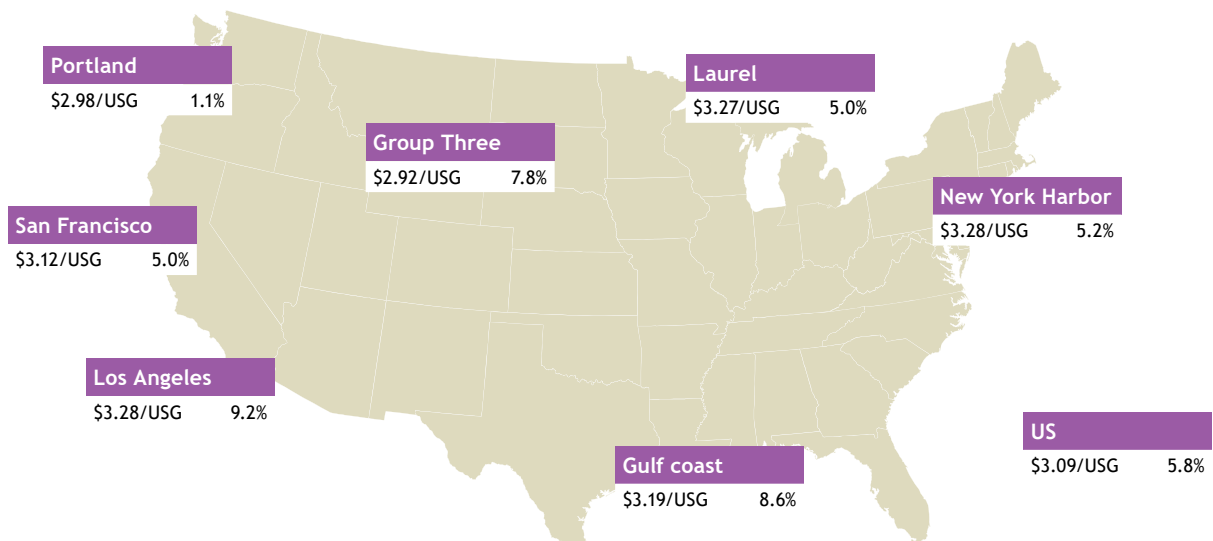 Portland
$2.98/USG 1.1%
Laurel
$3.27/USG 5.0%
Group Three
$2.92/USG 7.8%
New York Harbor
$3.28/USG 5.2%
San Francisco
$3.12/USG 5.0%
Los Angeles
$3.28/USG 9.2%
US
$3.09/USG 5.8%
Gulf coast
$3.19/USG 8.6%